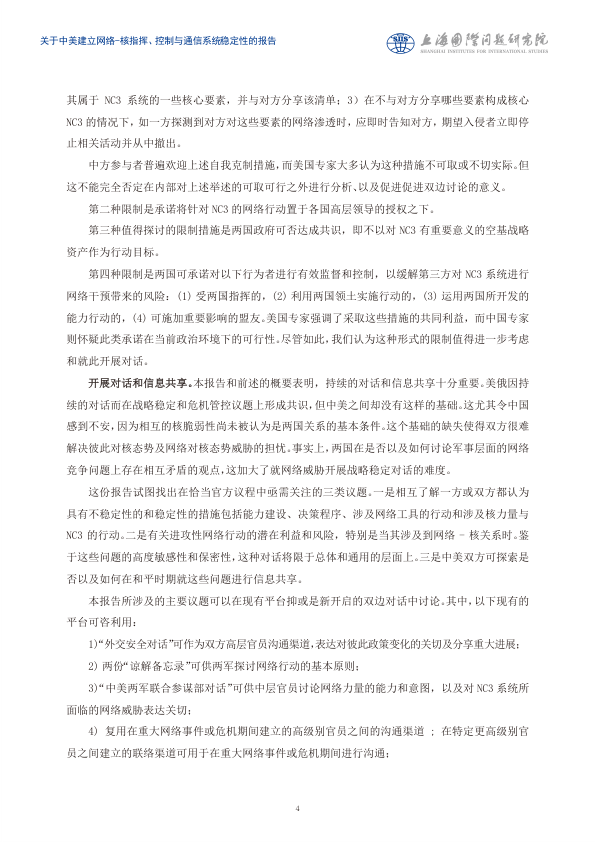 关于中美建立网络-核指挥、控制与通信系统稳定性的报告
siis
上海国际问题研究院
SHANGHAI INSTITUTES FOR INTERNATIONAL STUDIES
其属于 NC3 系统的一些核心要素，并与对方分享该清单；3）在不与对方分享哪些要素构成核心
NC3 的情况下，如一方探测到对方对这些要素的网络渗透时，应即时告知对方，期望入侵者立即停
止相关活动并从中撤出。
中方参与者普遍欢迎上述自我克制措施，而美国专家大多认为这种措施不可取或不切实际。但
这不能完全否定在内部对上述举述的可取可行之外进行分析、以及促进促进双边讨论的意义。
第二种限制是承诺将针对 NC3 的网络行动置于各国高层领导的授权之下。
第三种值得探讨的限制措施是两国政府可否达成共识，即不以对 NC3 有重要意义的空基战略
资产作为行动目标。
第四种限制是两国可承诺对以下行为者进行有效监督和控制，以缓解第三方对 NC3 系统进行
网络干预带来的风险：(1) 受两国指挥的，(2) 利用两国领土实施行动的，(3) 运用两国所开发的
能力行动的，(4) 可施加重要影响的盟友。美国专家强调了采取这些措施的共同利益，而中国专家
则怀疑此类承诺在当前政治环境下的可行性。尽管如此，我们认为这种形式的限制值得进一步考虑
和就此开展对话。
开展对话和信息共享。本报告和前述的概要表明，持续的对话和信息共享十分重要。美俄因持
续的对话而在战略稳定和危机管控议题上形成共识，但中美之间却没有这样的基础。这尤其令中国
感到不安，因为相互的核脆弱性尚未被认为是两国关系的基本条件。这个基础的缺失使得双方很难
解决彼此对核态势及网络对核态势威胁的担忧。事实上，两国在是否以及如何讨论军事层面的网络
竞争问题上存在相互矛盾的观点，这加大了就网络威胁开展战略稳定对话的难度。
这份报告试图找出在恰当官方议程中亟需关注的三类议题。一是相互了解一方或双方都认为
具有不稳定性的和稳定性的措施包括能力建设、决策程序、涉及网络工具的行动和涉及核力量与
NC3 的行动。二是有关进攻性网络行动的潜在利益和风险，特别是当其涉及到网络 - 核关系时。鉴
于这些问题的高度敏感性和保密性，这种对话将限于总体和通用的层面上。三是中美双方可探索是
否以及如何在和平时期就这些问题进行信息共享。
本报告所涉及的主要议题可以在现有平台抑或是新开启的双边对话中讨论。其中，以下现有的
平台可咨利用：
1)“外交安全对话”可作为双方高层官员沟通渠道，表达对彼此政策变化的关切及分享重大进展；
2) 两份“谅解备忘录”可供两军探讨网络行动的基本原则；
3)“中美两军联合参谋部对话”可供中层官员讨论网络力量的能力和意图，以及对 NC3 系统所
面临的网络威胁表达关切；
4) 复用在重大网络事件或危机期间建立的高级别官员之间的沟通渠道 ; 在特定更高级别官
员之间建立的联络渠道可用于在重大网络事件或危机期间进行沟通；
4